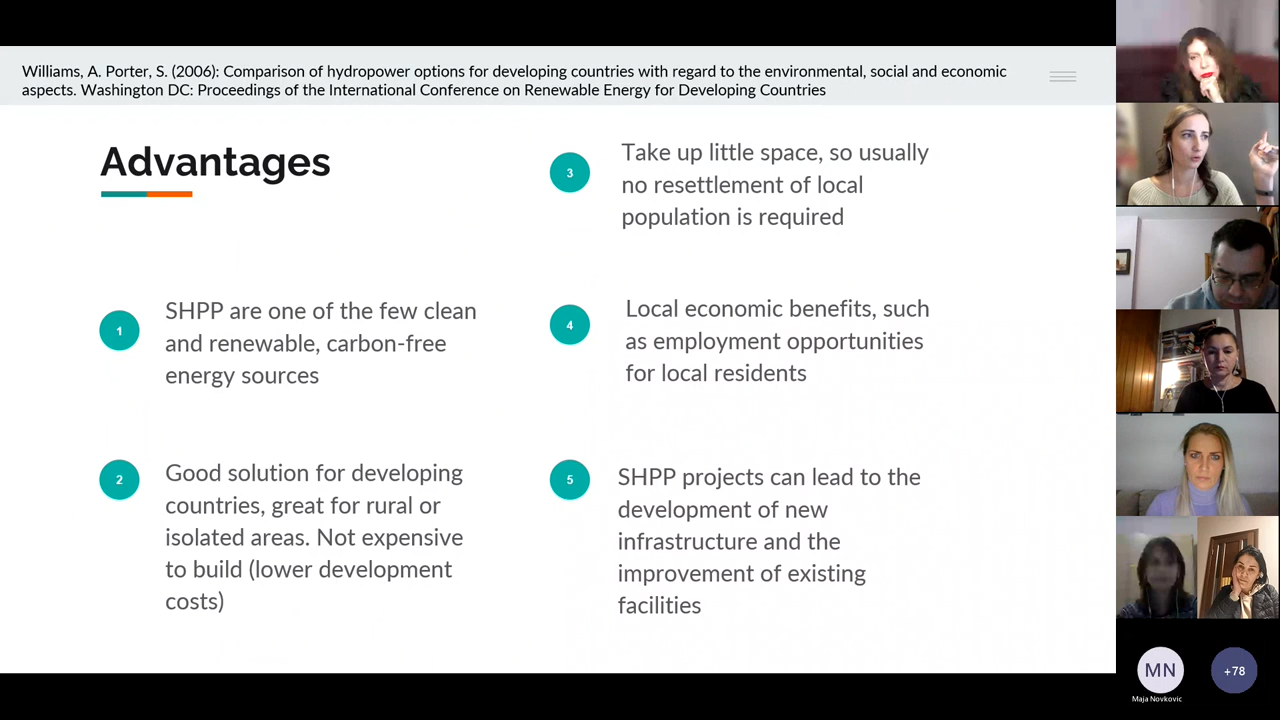 Williams, A. Porter, S. (2006): Comparison of hydropower options for developing countries with regard to the environmental, social and economic
aspects. Washington DC: Proceedings of the International Conference on Renewable Energy for Developing Countries
Advantages
1
SHPP are one of the few clean
and renewable, carbon-free
energy sources
2
Good solution for developing
countries, great for rural or
isolated areas. Not expensive
to build (lower development
costs)
3
Take up little space, so usually
no resettlement of local
population is required
4
Local economic benefits, such
as employment opportunities
for local residents
5
SHPP projects can lead to the
development of new
infrastructure and the
improvement of existing
facilities
MN
Maja Novkovic
+78